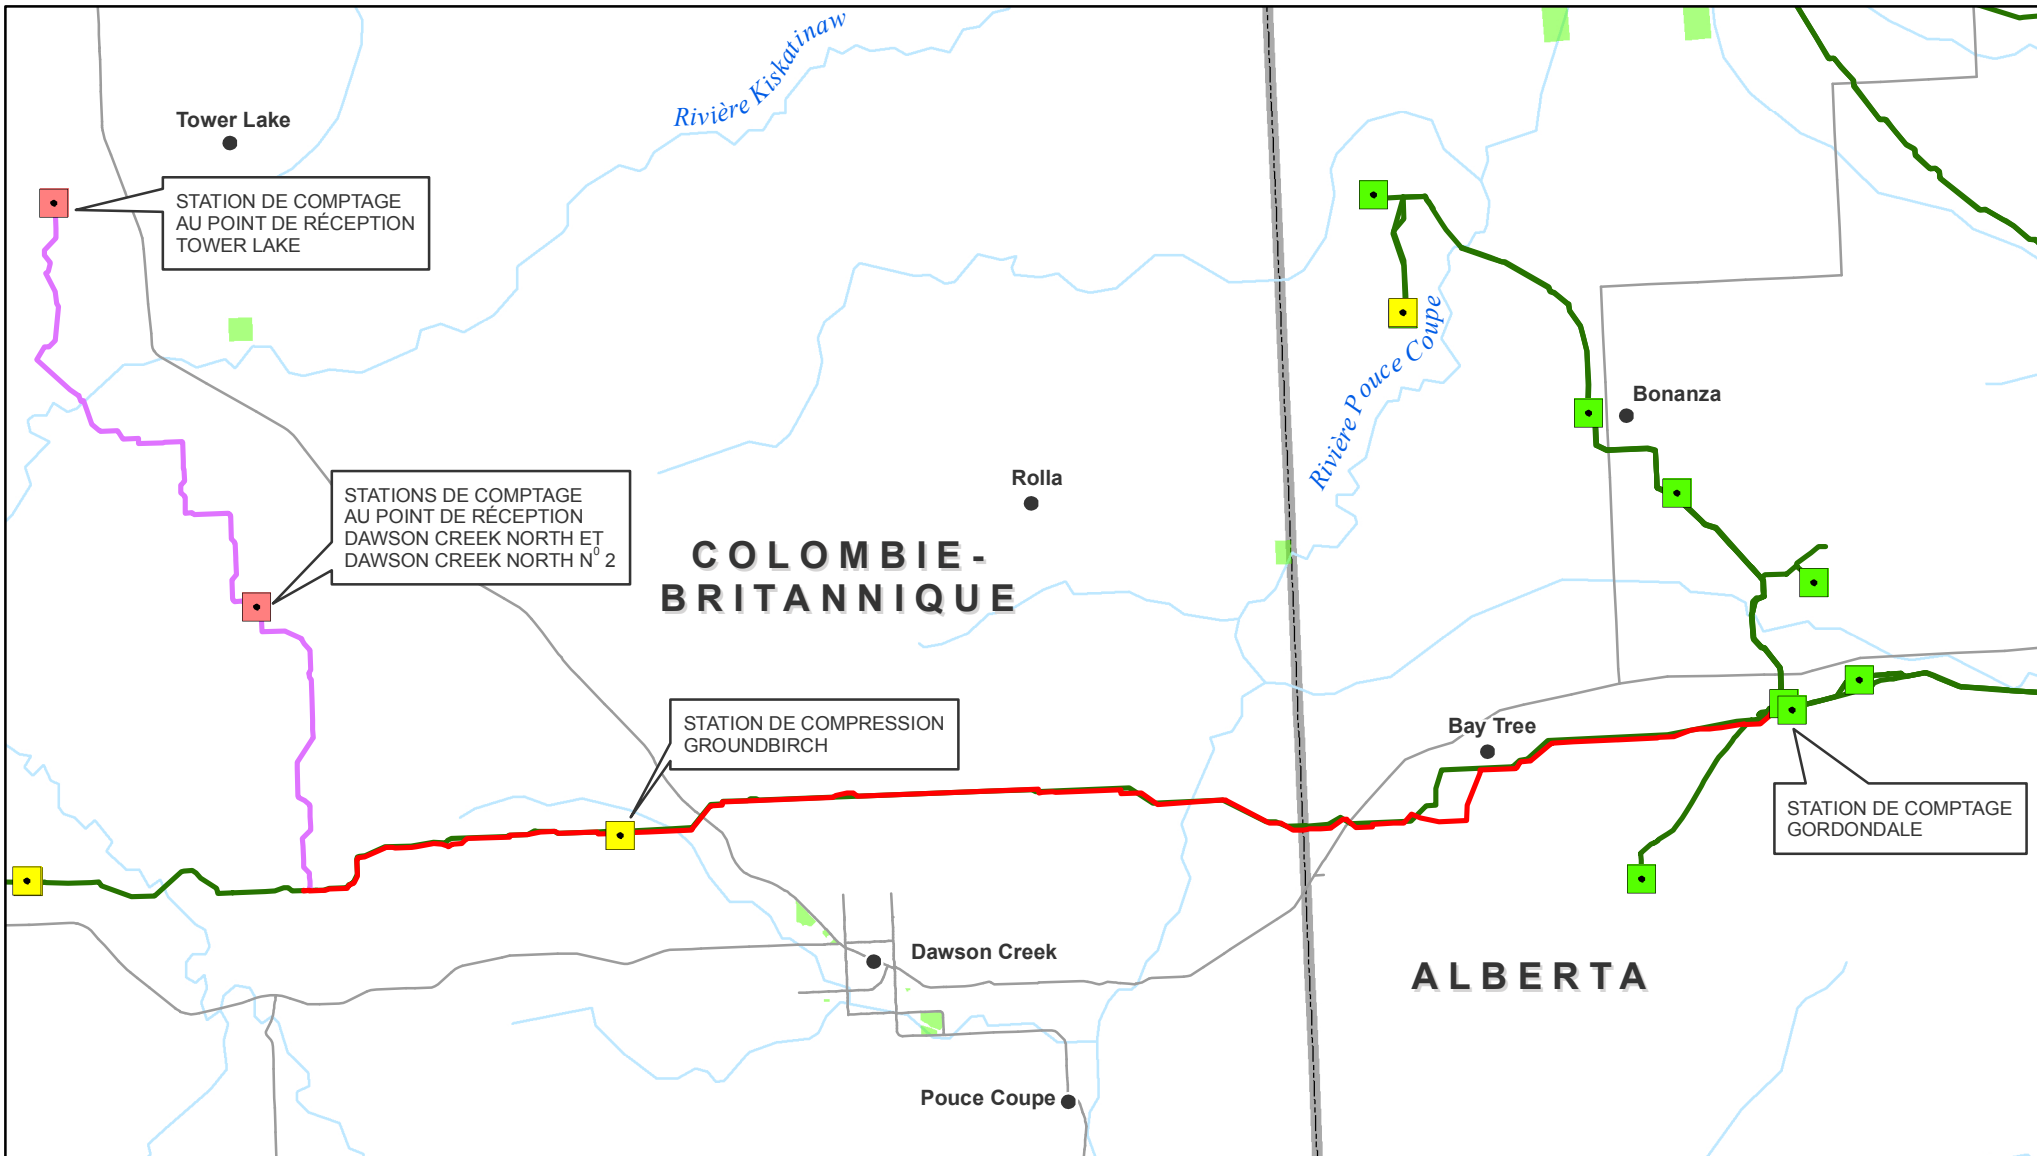 Rivière Kiskatinaw
Tower Lake
STATION DE COMPTAGE
AU POINT DE RÉCEPTION
TOWER LAKE
Rivière Pouce Coupe
Bonanza
Rolla
STATIONS DE COMPTAGE
AU POINT DE RÉCEPTION
DAWSON CREEK NORTH ET
DAWSON CREEK NORTH N⁰ 2
COLOMBIE-
BRITANNIQUE
STATION DE COMPRESSION
GROUNDBIRCH
Bay Tree
STATION DE COMPTAGE
GORDONDALE
Dawson Creek
ALBERTA
Pouce Coupe